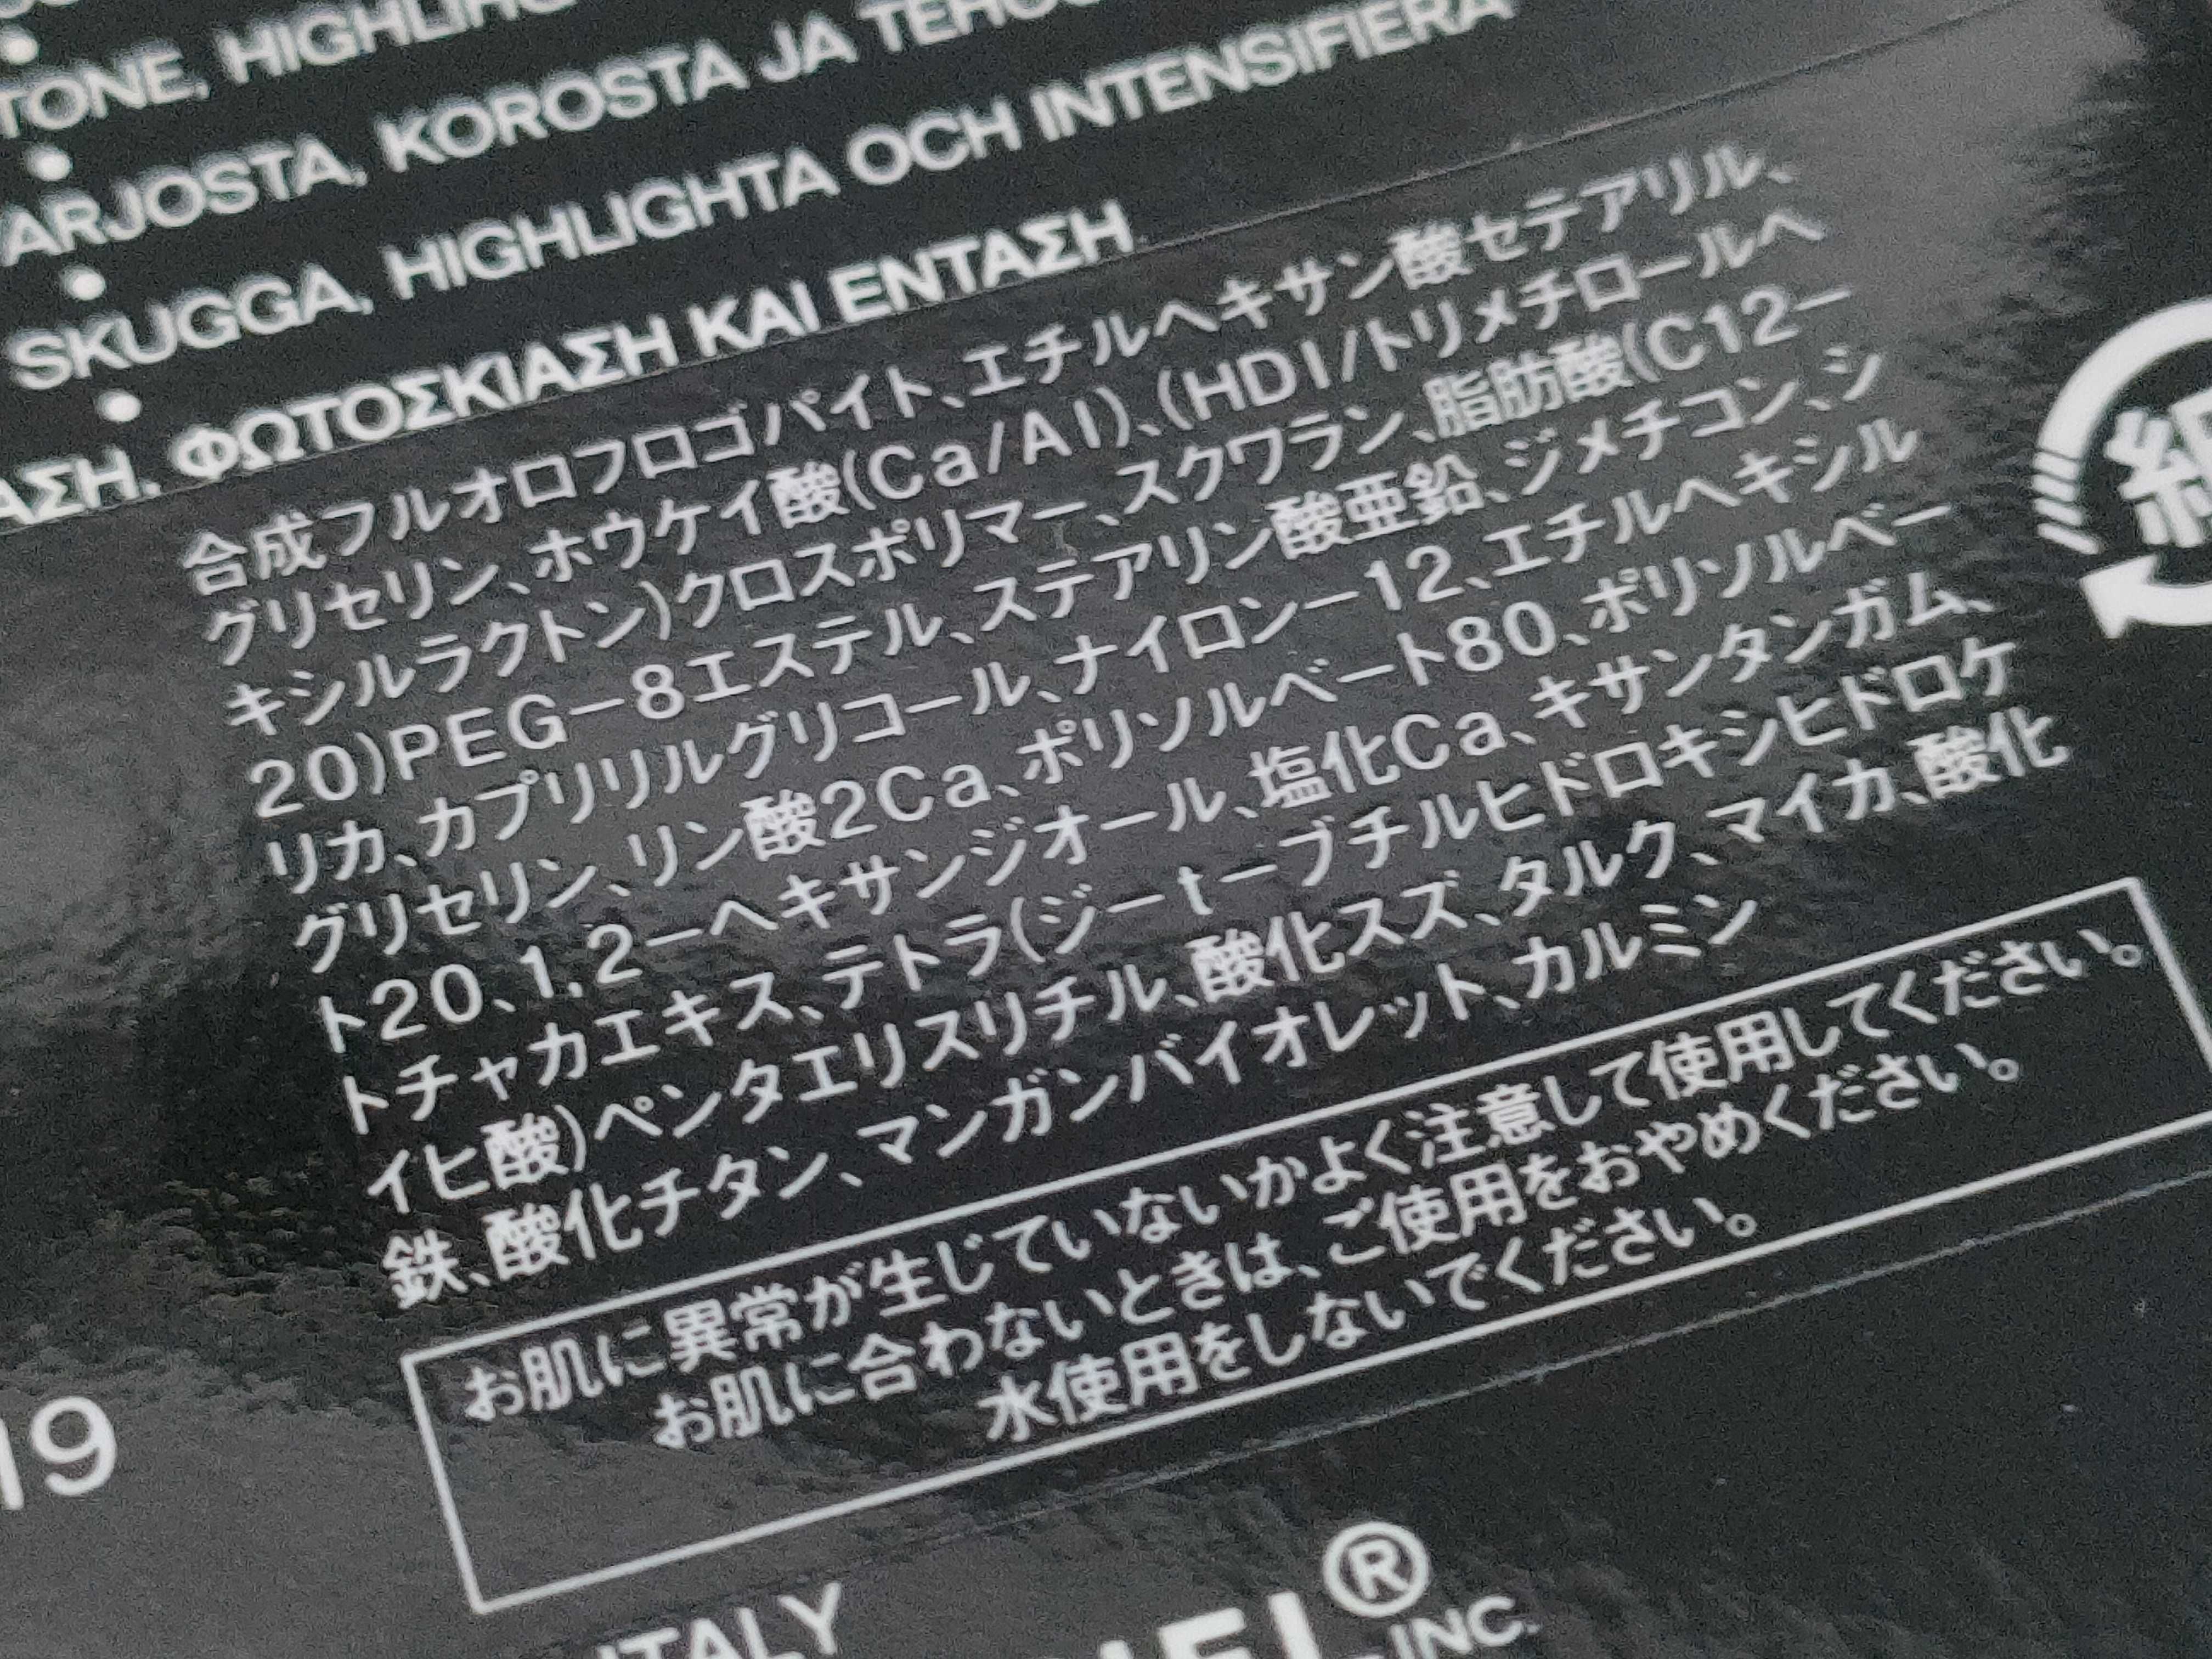 TONE, HIGHLIG
ARJOSTA, KOROSTA JA TEHO
SKUGGA, HIGHLIGHTA OCH INTENSIFIERA
ΑΣΗ, ΦΩΤΟΣΚΙΑΣΗ ΚΑΙ ΕΝΤΑΣΗ
合成フルオロフロゴパイト、エチルヘキサン酸セテアリル、
グリセリン、ホウケイ酸(Ca/Al)、(HDI/トリメチロールヘ
キシルラクトン)クロスポリマー、スクワラン、脂肪酸(C12-
20)PEG-8エステル、ステアリン酸亜鉛、ジメチコン、シ
リカ、カプリリルグリコール、ナイロン-12、エチルヘキシル
グリセリン、リン酸2Ca、ポリソルベート80、ポリソルベー
ト20、1,2-ヘキサンジオール、塩化Ca、キサンタンガム、
トチャカエキス、テトラ(ジ-t-ブチルヒドロキシヒドロケ
イヒ酸)ペンタエリスリチル、酸化スズ、タルク、マイカ、酸化
鉄、酸化チタン、マンガンバイオレット、カルミン
お肌に異常が生じていないかよく注意して使用してください。
お肌に合わないときは、ご使用をおやめください。
水使用をしないでください。
19
ITALY
®
INC.